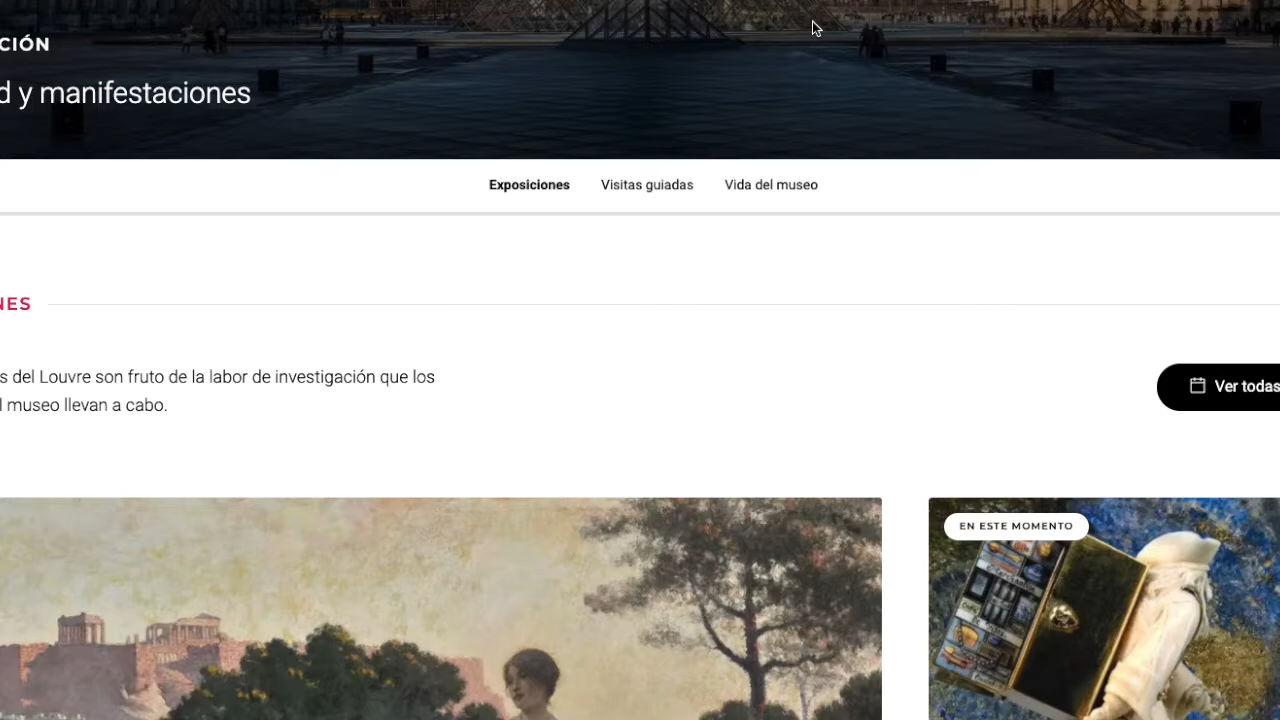 CIÓN
d y manifestaciones
Exposiciones Visitas guiadas Vida del museo
NES
s del Louvre son fruto de la labor de investigación que los
l museo llevan a cabo.
Ver todas
EN ESTE MOMENTO